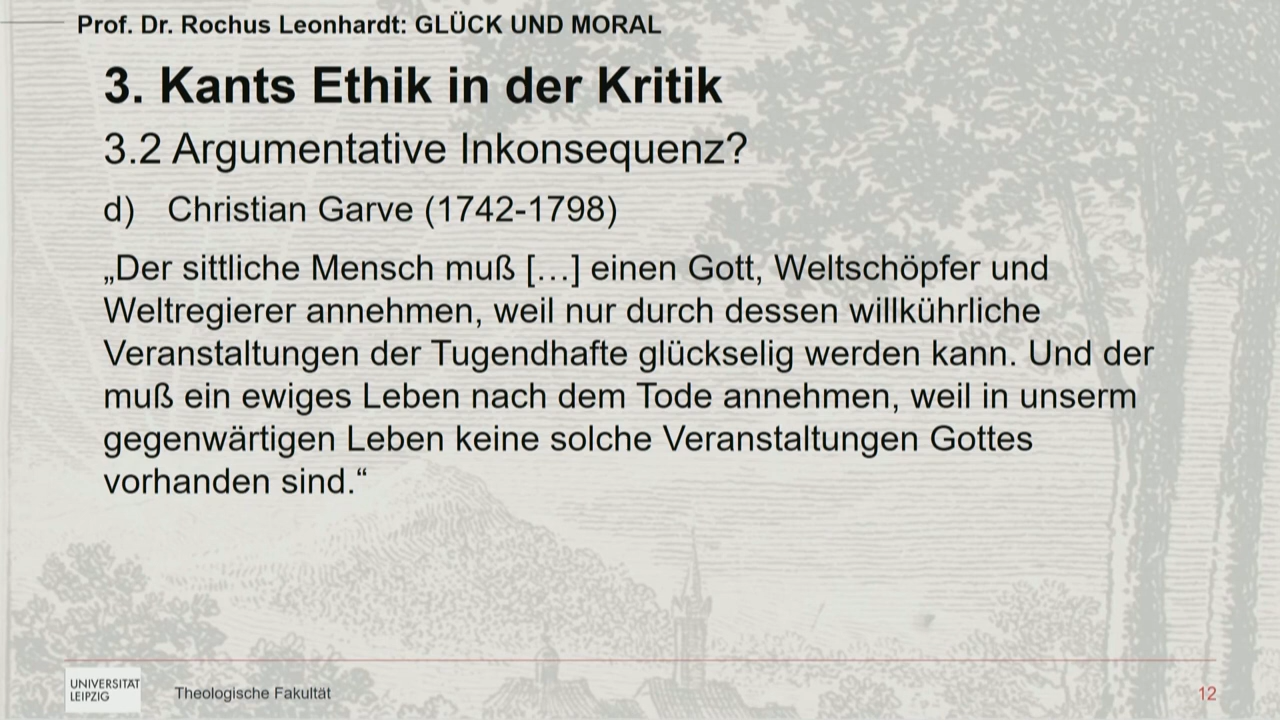 Prof. Dr. Rochus Leonhardt: GLÜCK UND MORAL
3. Kants Ethik in der Kritik
3.2 Argumentative Inkonsequenz?
d) Christian Garve (1742-1798)
„Der sittliche Mensch muß […] einen Gott, Weltschöpfer und
Weltregierer annehmen, weil nur durch dessen willkührliche
Veranstaltungen der Tugendhafte glückselig werden kann. Und der
muß ein ewiges Leben nach dem Tode annehmen, weil in unserm
gegenwärtigen Leben keine solche Veranstaltungen Gottes
vorhanden sind.“
UNIVERSITÄT
LEIPZIG
Theologische Fakultät
12